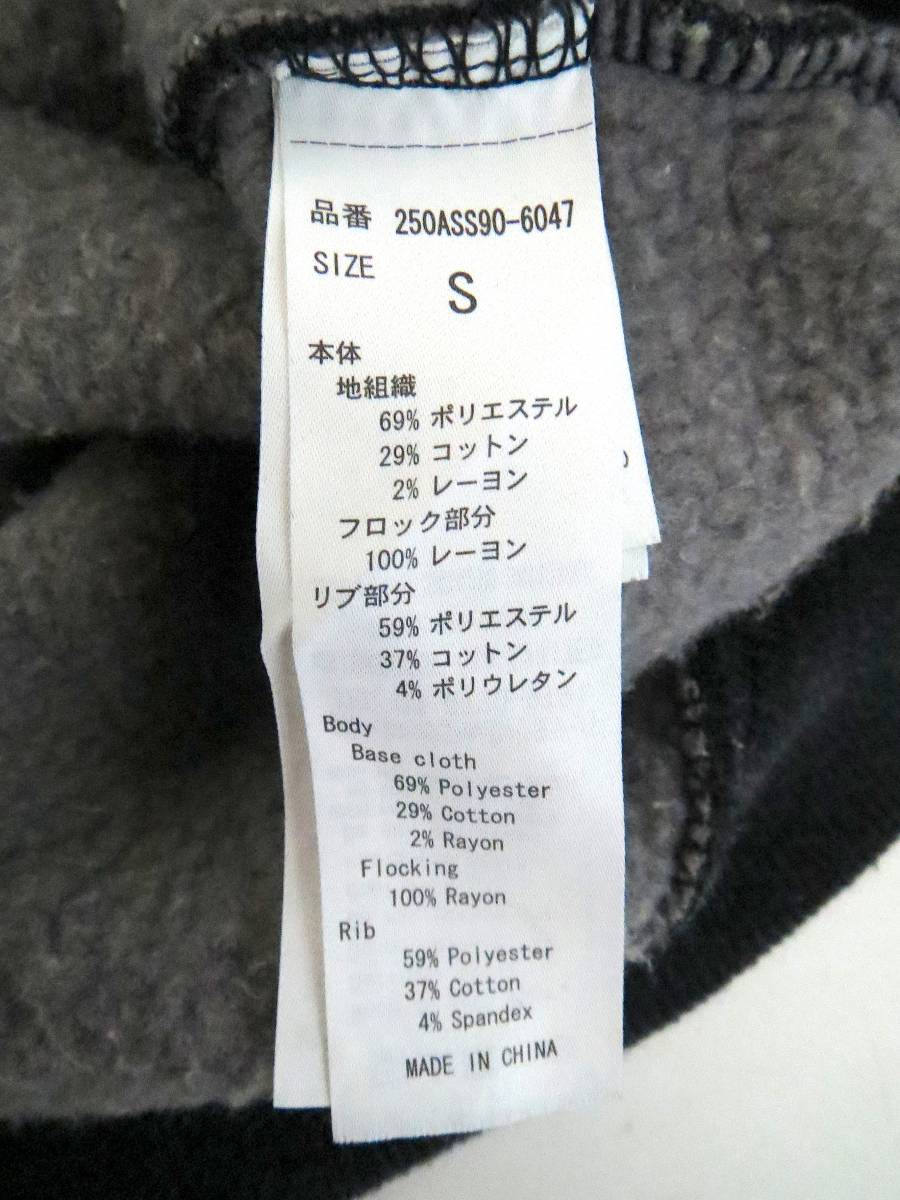 品番 250ASS90-6047
SIZE
S
本体
地組織
69% ポリエステル
29% コットン
2% レーヨン
フロック部分
100% レーヨン
リブ部分
59% ポリエステル
37% コットン
4% ポリウレタン
Body
Base cloth
69% Polyester
29% Cotton
2% Rayon
Flocking
100% Rayon
Rib
59% Polyester
37% Cotton
4% Spandex
MADE IN CHINA